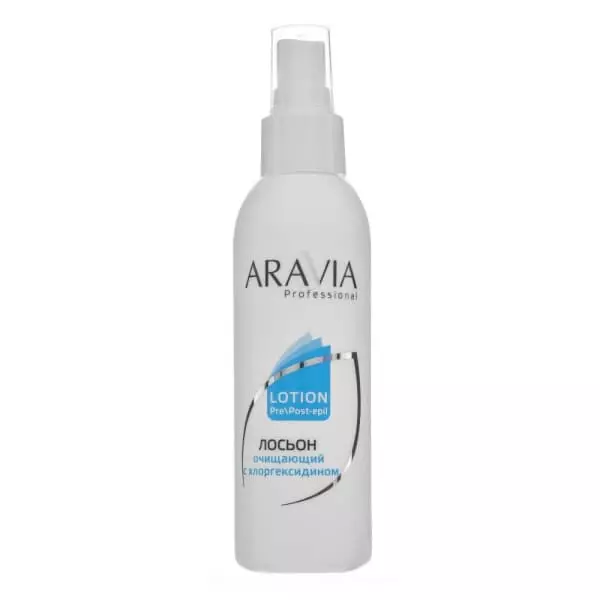 ARAVIA
Professional
LOTION
Pre\Post-epil
ЛОСЬОН
очищающий
с хлоргексидином